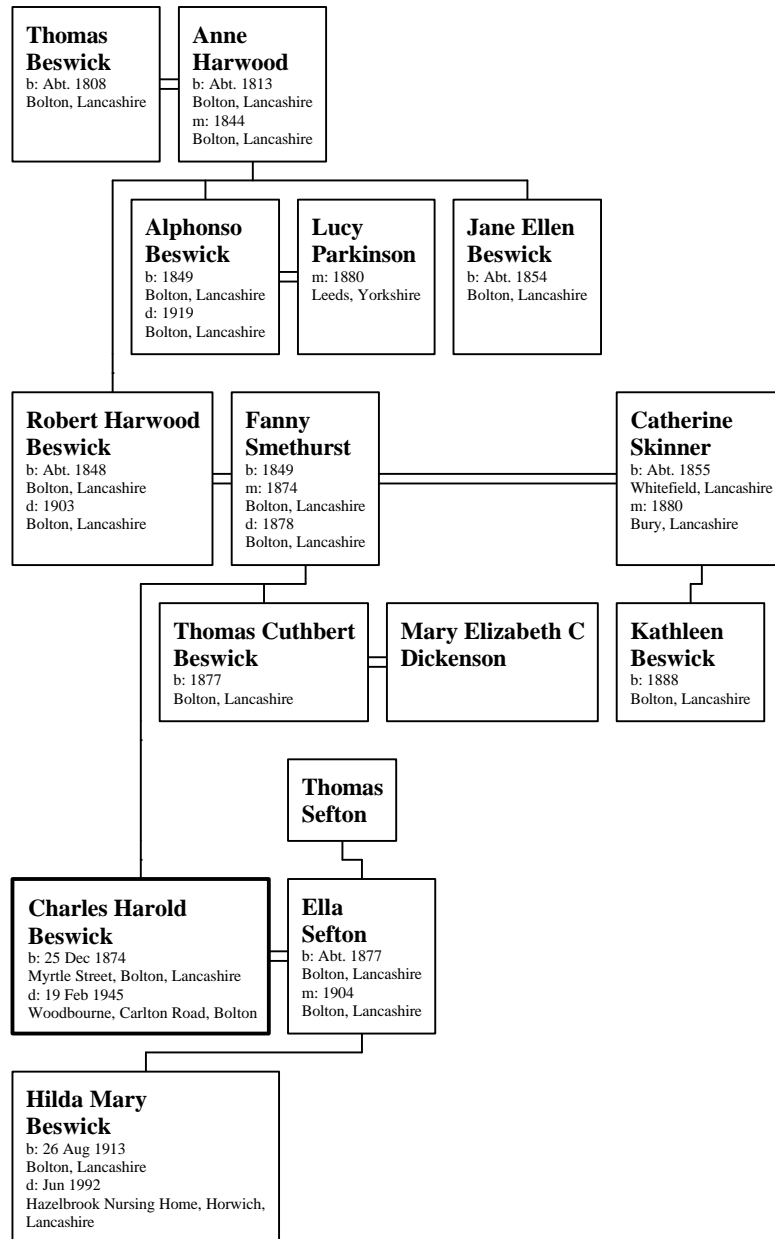 Thomas
Beswick
b: Abt. 1808
Bolton, Lancashire
Anne
Harwood
b: Abt. 1813
Bolton, Lancashire
m: 1844
Bolton, Lancashire
Alphonso
Beswick
b: 1849
Bolton, Lancashire
d: 1919
Bolton, Lancashire
Lucy
Parkinson
m: 1880
Leeds, Yorkshire
Jane Ellen
Beswick
b: Abt. 1854
Bolton, Lancashire
Robert Harwood
Beswick
b: Abt. 1848
Bolton, Lancashire
d: 1903
Bolton, Lancashire
Fanny
Smethurst
b: 1849
m: 1874
Bolton, Lancashire
d: 1878
Bolton, Lancashire
Catherine
Skinner
b: Abt. 1855
Whitefield, Lancashire
m: 1880
Bury, Lancashire
Thomas Cuthbert
Beswick
b: 1877
Bolton, Lancashire
Mary Elizabeth C
Dickenson
Kathleen
Beswick
b: 1888
Bolton, Lancashire
Thomas
Sefton
Charles Harold
Beswick
b: 25 Dec 1874
Myrtle Street, Bolton, Lancashire
d: 19 Feb 1945
Woodbourne, Carlton Road, Bolton
Ella
Sefton
b: Abt. 1877
Bolton, Lancashire
m: 1904
Bolton, Lancashire
Hilda Mary
Beswick
b: 26 Aug 1913
Bolton, Lancashire
d: Jun 1992
Hazelbrook Nursing Home, Horwich,
Lancashire